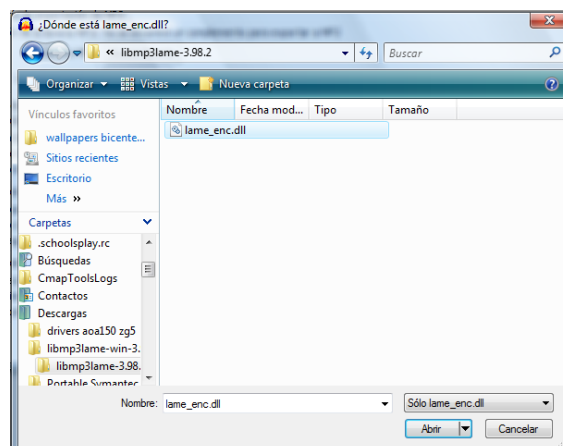 ¿Dónde está lame_enc.dll?
« libmp3lame-3.98.2
Buscar
Organizar
Vistas
Nueva carpeta
Vínculos favoritos
wallpapers bicente...
Sitios recientes
Escritorio
Más »
Nombre Fecha mod... Tipo Tamaño
lame_enc.dll
Carpetas
.schoolsplay.rc
Búsquedas
CmapToolsLogs
Contactos
Descargas
drivers aoa150 zg5
libmp3lame-win-3.
libmp3lame-3.98.
Portable Symantec
Nombre: lame_enc.dll
Sólo lame_enc.dll
Abrir
Cancelar